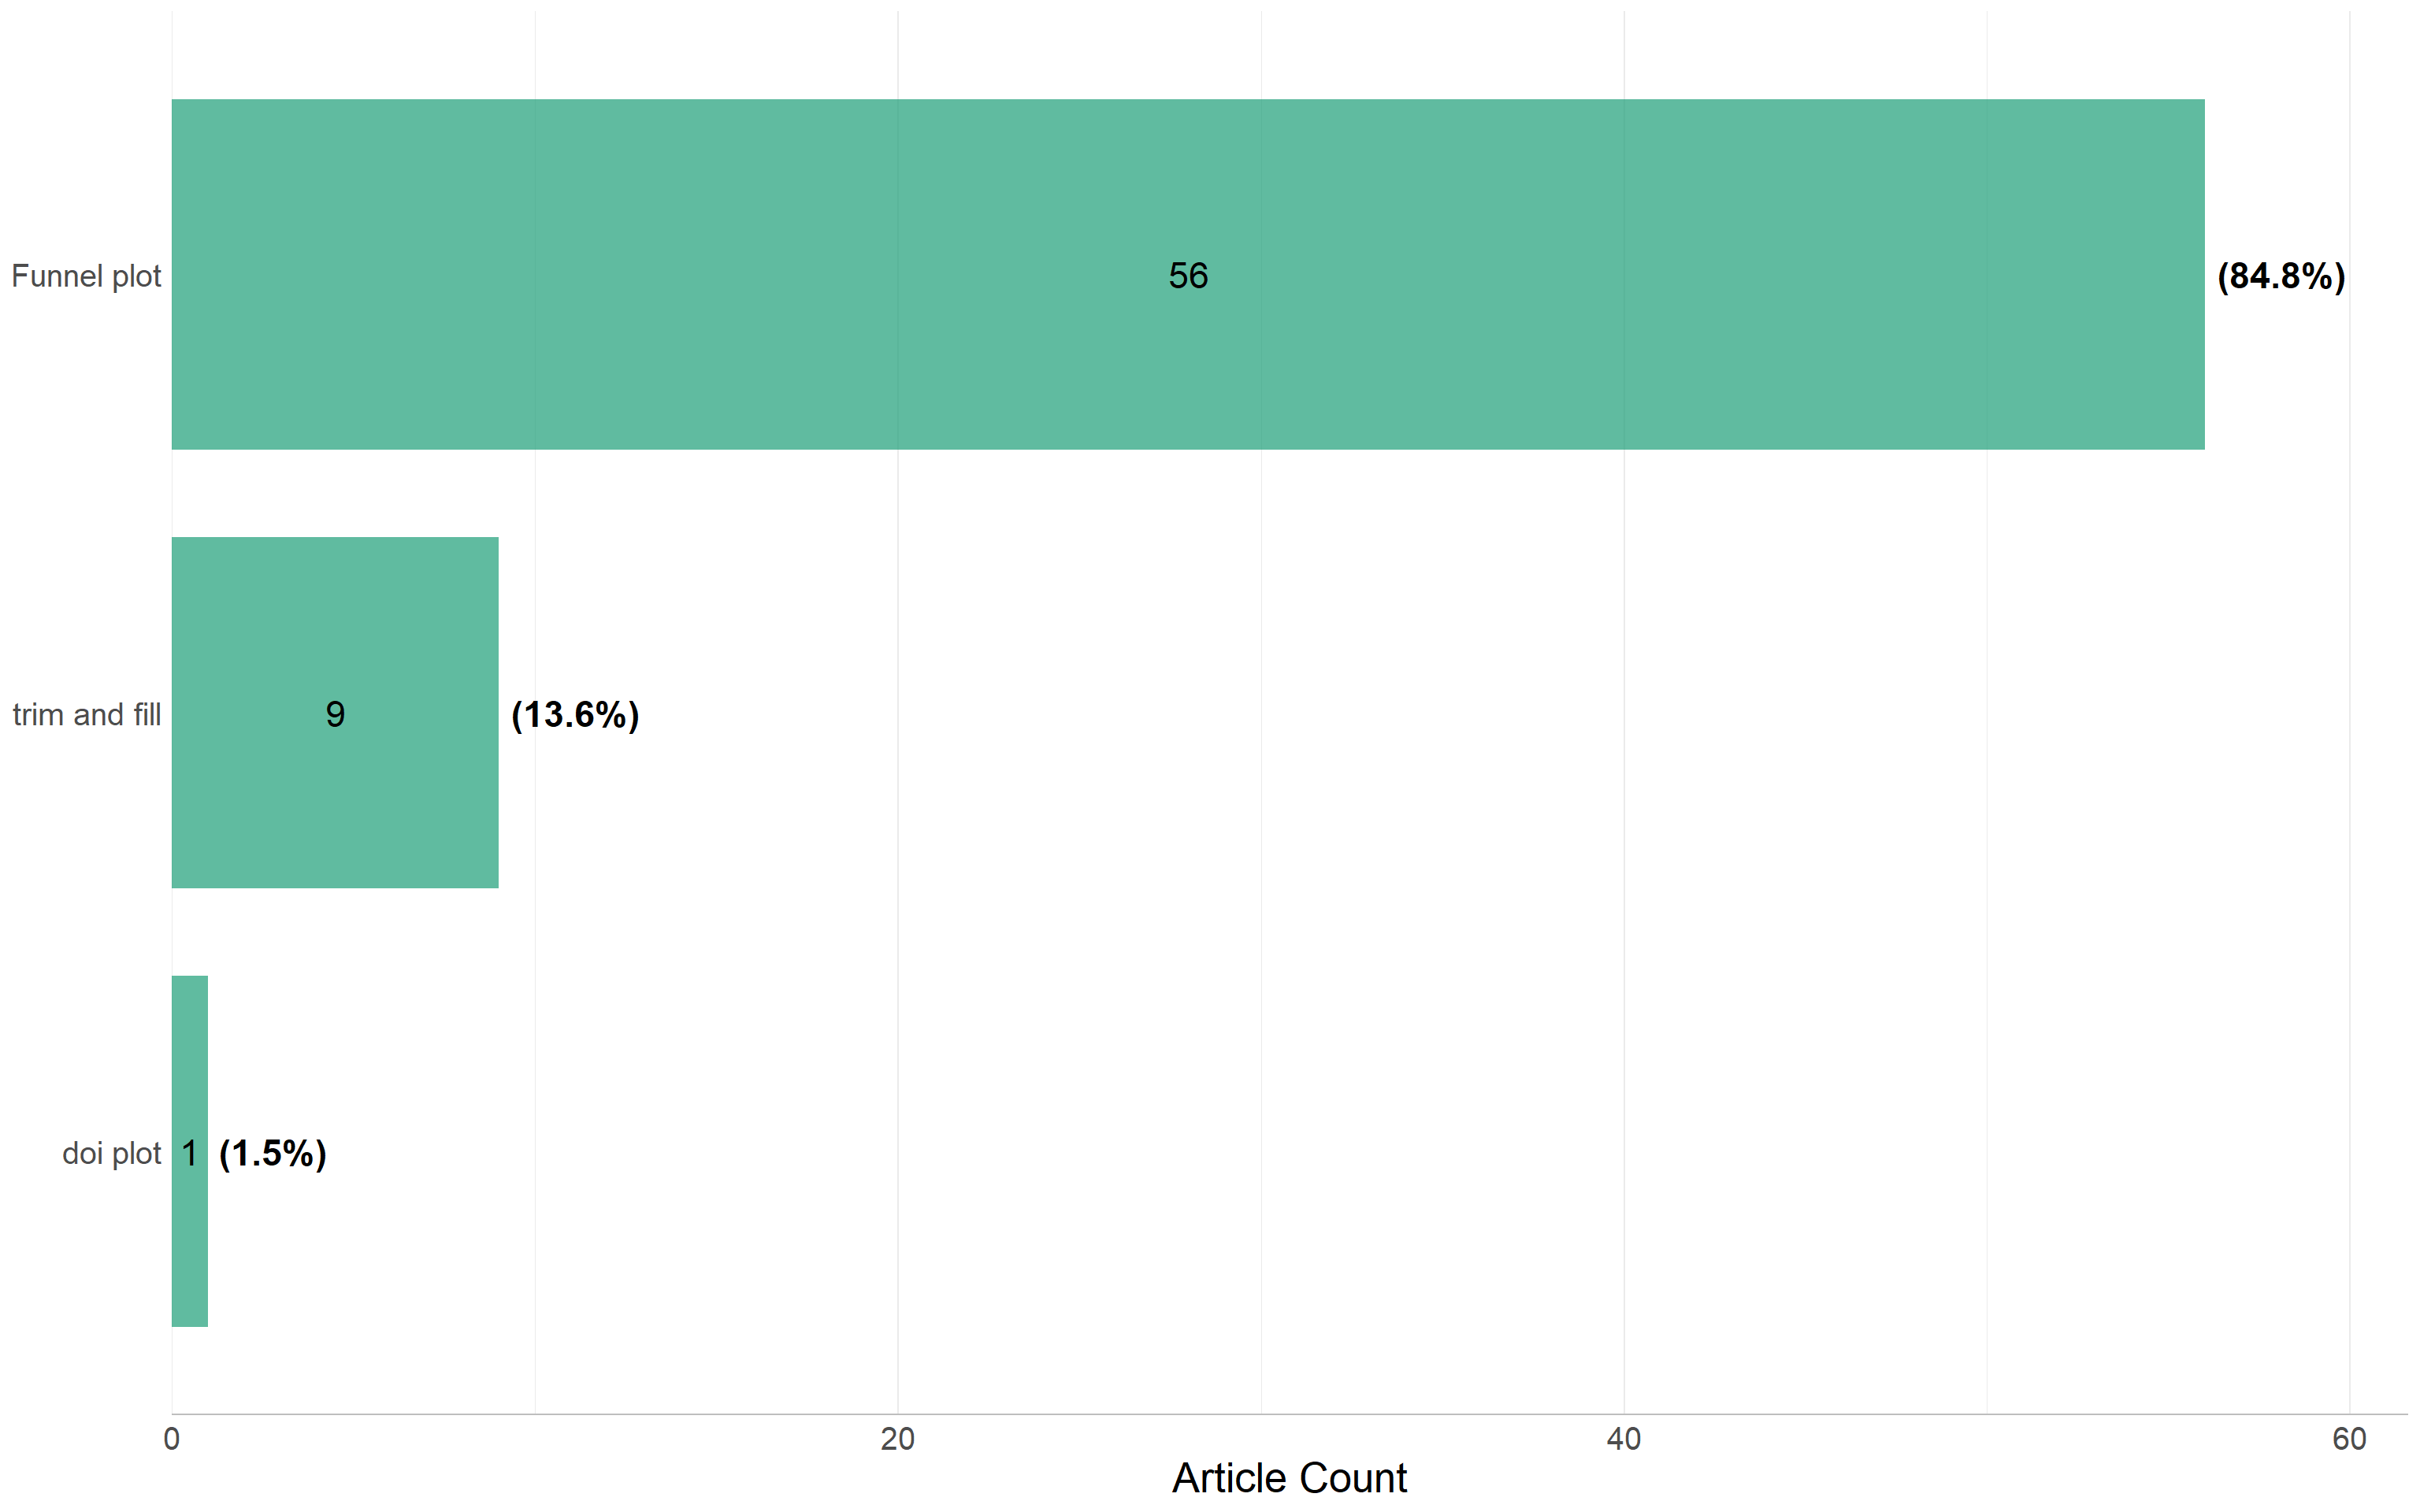 Funnel plot 56 (84.8%)
trim and fill 9 (13.6%)
doi plot 1 (1.5%)
0 20 40 60
Article Count